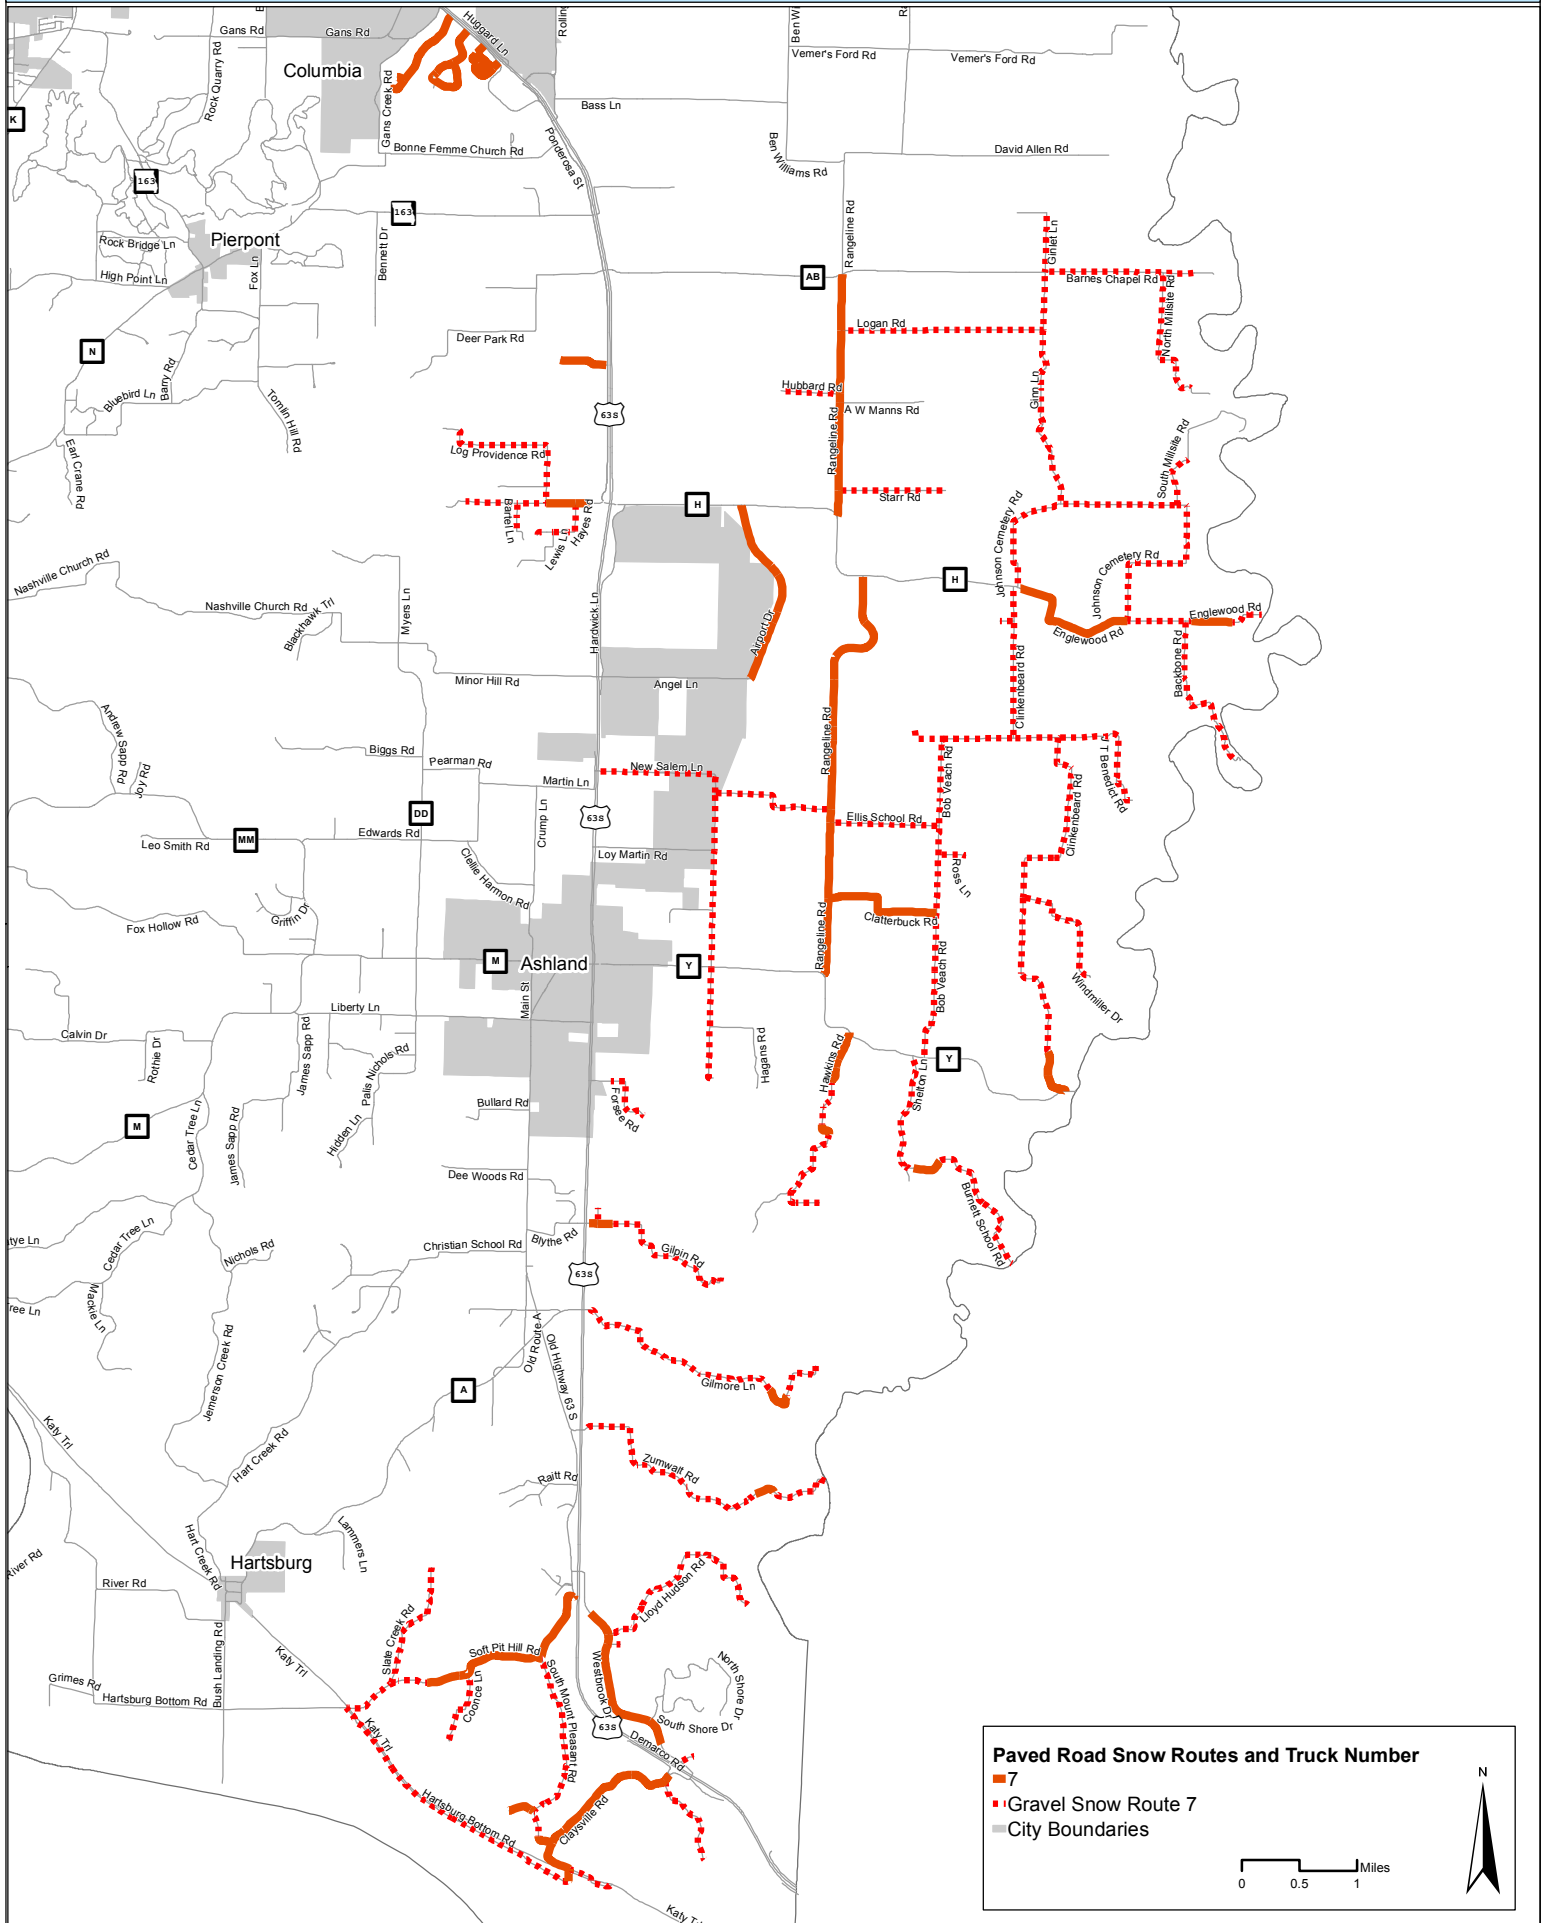 Huggard Ln
Rolling
Ben Wi
Gans Rd
Gans Rd
Columbia
Rock Quarry Rd
Gans Creek Rd
Vemer's Ford Rd
Vemer's Ford Rd
Bass Ln
K
Ponderosa St
Bonne Femme Church Rd
Ben Williams Rd
David Allen Rd
163
163
Rangeline Rd
Ginlet Ln
Rock Bridge Ln
Pierpont
Bennett Dr
High Point Ln
Fox Ln
AB
Barnes Chapel Rd
North Millsite Rd
Logan Rd
Deer Park Rd
N
Barry Rd
Bluebird Ln
Tomlin Hill Rd
Hubbard Rd
Ginn Ln
A W Manns Rd
63S
Rangeline Rd
Earl Crane Rd
Log Providence Rd
South Millsite Rd
Starr Rd
Bartel Ln
Hayes Rd
Lewis Ln
H
Johnson Cemetery Rd
Johnson Cemetery Rd
Nashville Church Rd
Nashville Church Rd
Blackhawk Trl
Myers Ln
Hardwick Ln
Airport Dr
H
Englewood Rd
Englewood Rd
Minor Hill Rd
Angel Ln
Clinkenbeard Rd
Backbone Rd
Andrew Sapp Rd
Joy Rd
Biggs Rd
Pearman Rd
Martin Ln
New Salem Ln
Rangeline Rd
Bob Veach Rd
T Benedict Rd
Clinkenbeard Rd
DD
MM
Leo Smith Rd
Edwards Rd
Crump Ln
63S
Ellis School Rd
Loy Martin Rd
Clellie Harmon Rd
Ross Ln
Fox Hollow Rd
Griffin Dr
Clatterbuck Rd
Rangeline Rd
M
Ashland
Y
Bob Veach Rd
Windmiller Dr
Main St
Liberty Ln
Calvin Dr
Rothie Dr
James Sapp Rd
Palis Nichols Rd
Hagans Rd
Hawkins Rd
Y
Shelton Ln
Bullard Rd
Forsee Rd
M
Cedar Tree Ln
James Sapp Rd
Hidden Ln
Dee Woods Rd
Burnett School Rd
tye Ln
Cedar Tree Ln
Nichols Rd
Christian School Rd
Blythe Rd
Gilpin Rd
63S
ree Ln
Mackie Ln
Jemerson Creek Rd
Old Route A
Old Highway 63 S
Gilmore Ln
A
Katy Trl
Hart Creek Rd
Zumwalt Rd
Raitt Rd
Lammers Ln
Hart Creek Rd
Hartsburg
River Rd
River Rd
Lloyd Hudson Rd
Slate Creek Rd
Soft Pit Hill Rd
Katy Trl
Bush Landing Rd
Grimes Rd
Hartsburg Bottom Rd
Coonce Ln
South Mount Pleasant Rd
Westbrook Dr
North Shore Dr
South Shore Dr
63S
Demarco Rd
Katy Trl
Hartsburg Bottom Rd
Claysville Rd
Paved Road Snow Routes and Truck Number
7
Gravel Snow Route 7
City Boundaries
N
Miles
0 0.5 1